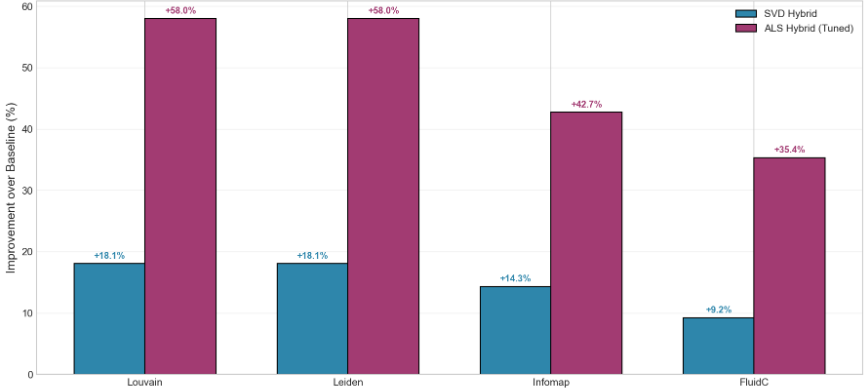 SVD Hybrid
ALS Hybrid (Tuned)
Improvement over Baseline (%)
60
50
40
30
20
10
0
+18.1%
+58.0%
+18.1%
+58.0%
+14.3%
+42.7%
+9.2%
+35.4%
Louvain
Leiden
Infomap
FluidC